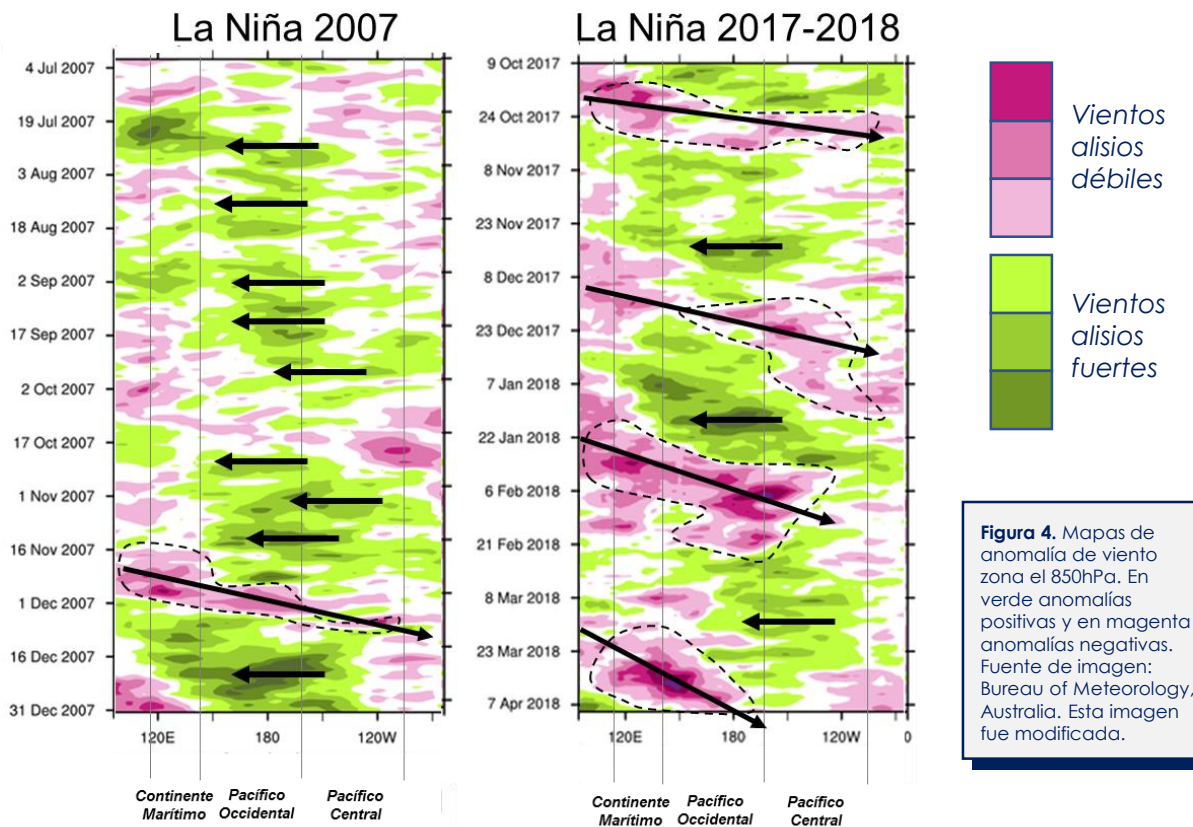 La Niña 2007
4 Jul 2007
19 Jul 2007
3 Aug 2007
18 Aug 2007
2 Sep 2007
17 Sep 2007
2 Oct 2007
17 Oct 2007
1 Nov 2007
16 Nov 2007
1 Dec 2007
16 Dec 2007
31 Dec 2007
120E 180 120W
Continente
Marítimo
Pacífico
Occidental
Pacífico
Central
La Niña 2017-2018
9 Oct 2017
24 Oct 2017
8 Nov 2017
23 Nov 2017
8 Dec 2017
23 Dec 2017
7 Jan 2018
22 Jan 2018
6 Feb 2018
21 Feb 2018
8 Mar 2018
23 Mar 2018
7 Apr 2018
120E 180 120W 0
Continente
Marítimo
Pacífico
Occidental
Pacífico
Central
Vientos
alisios
débiles
Vientos
alisios
fuertes
Figura 4. Mapas de
anomalía de viento
zona el 850hPa. En
verde anomalías
positivas y en magenta
anomalías negativas.
Fuente de imagen:
Bureau of Meteorology,
Australia. Esta imagen
fue modificada.